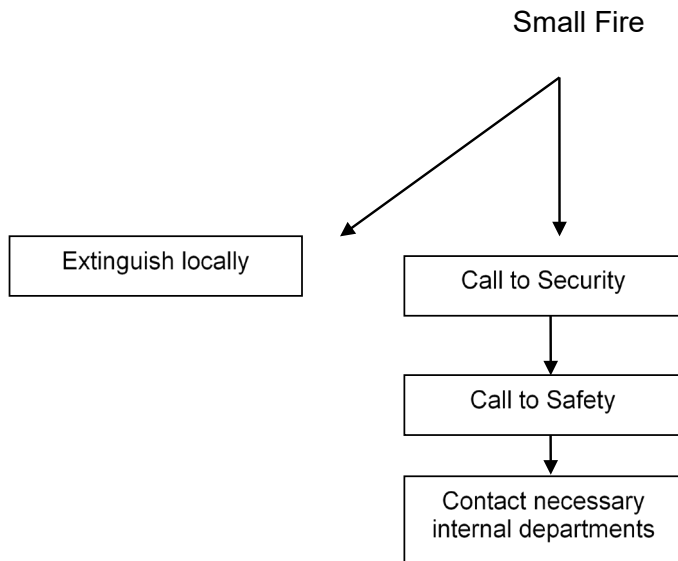 Small Fire
Extinguish locally
Call to Security
Call to Safety
Contact necessary
internal departments